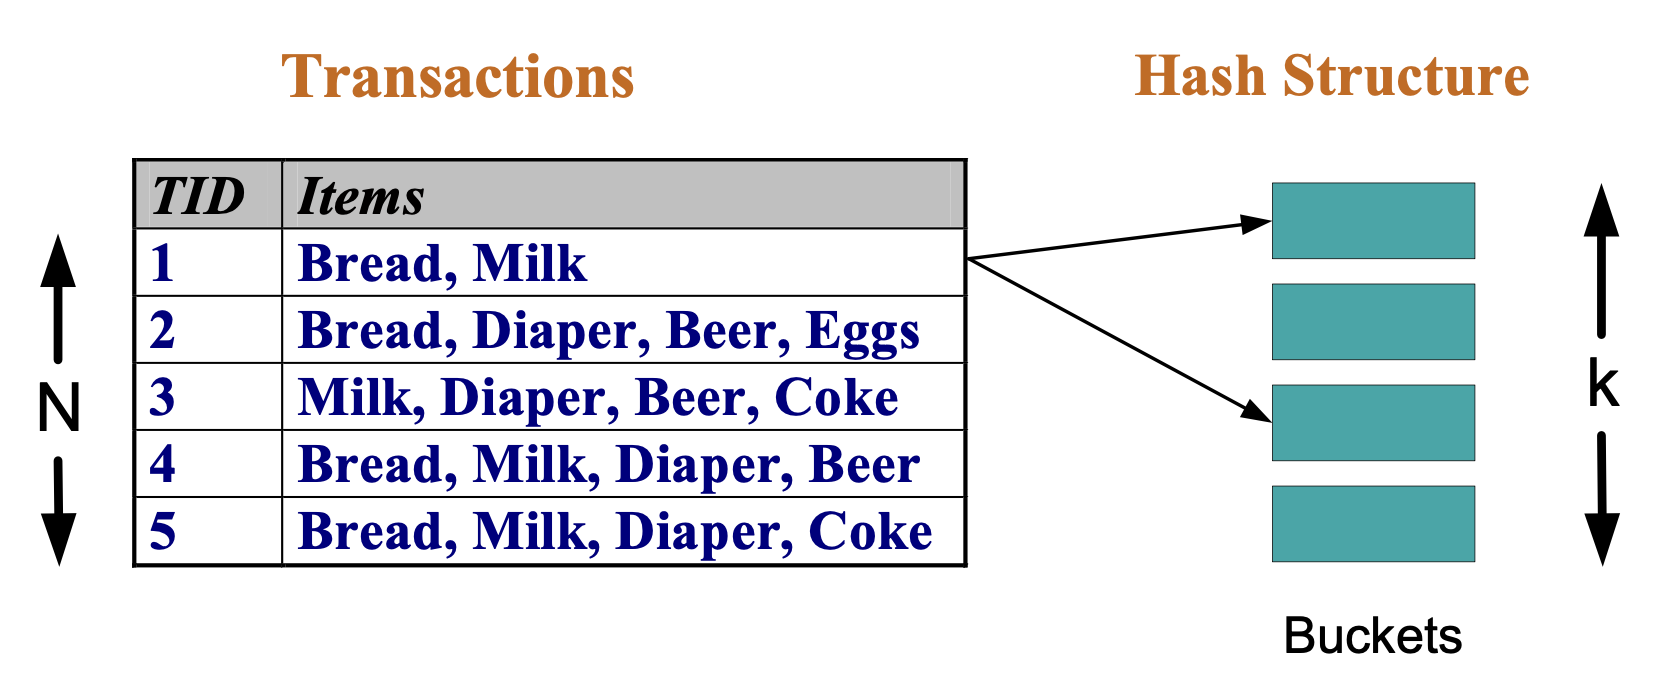 Transactions
Hash Structure
TID Items
1 Bread, Milk
2 Bread, Diaper, Beer, Eggs
3 Milk, Diaper, Beer, Coke
4 Bread, Milk, Diaper, Beer
5 Bread, Milk, Diaper, Coke
N
k
Buckets